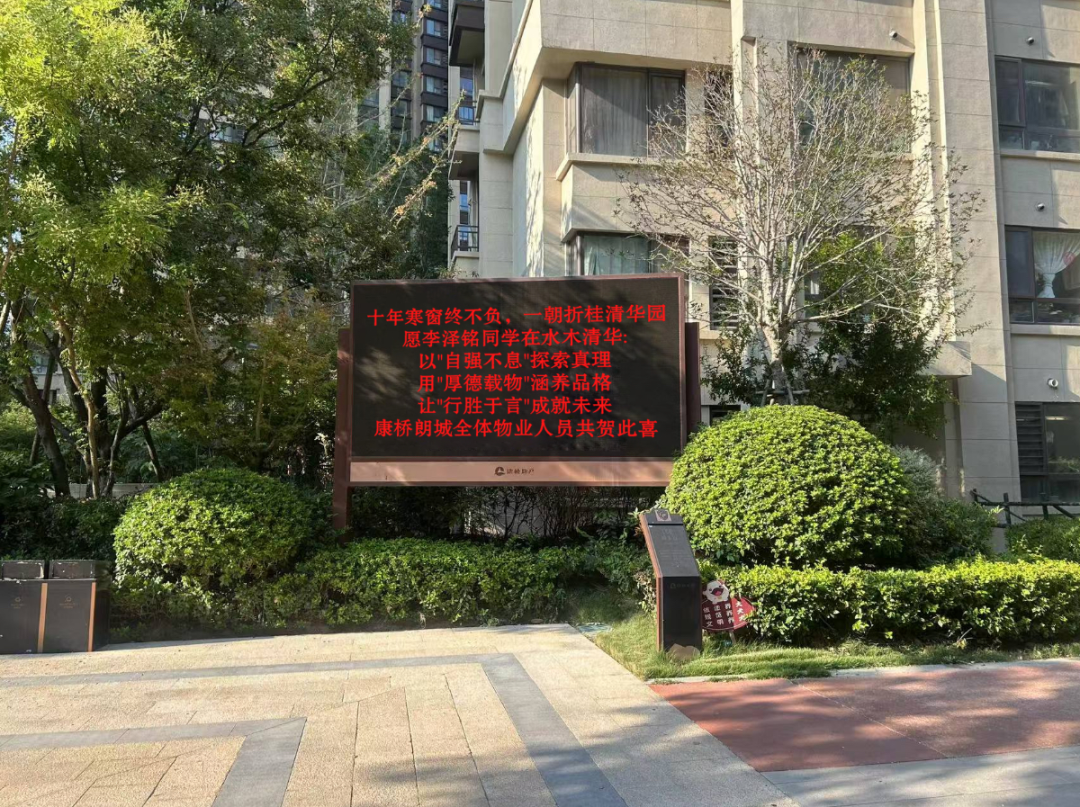 十年寒窗终不负，一朝折桂清华园
愿李泽铭同学在水木清华:
以"自强不息"探索真理
用"厚德载物"涵养品格
让"行胜于言"成就未来
康桥朗城全体物业人员共贺此喜